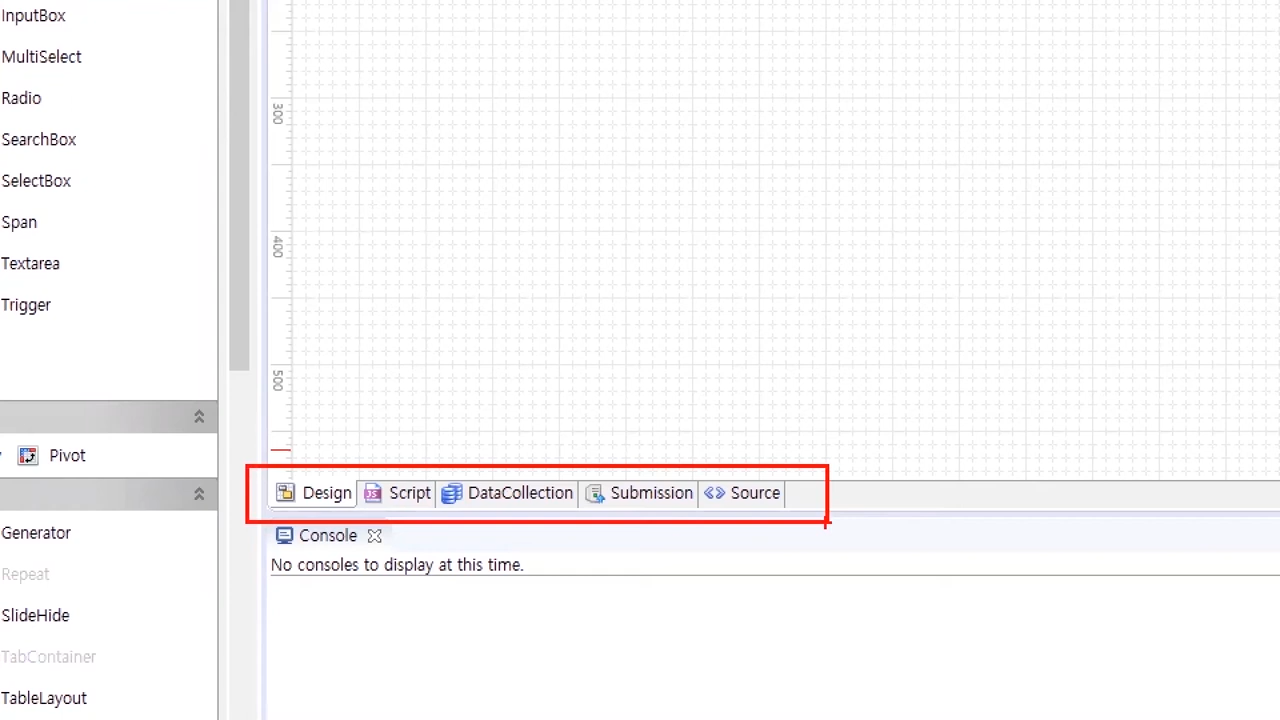 InputBox
MultiSelect
Radio
SearchBox
SelectBox
Span
Textarea
Trigger
Pivot
Generator
Repeat
SlideHide
TabContainer
TableLayout
300
400
500
Design Script DataCollection Submission Source
Console
No consoles to display at this time.